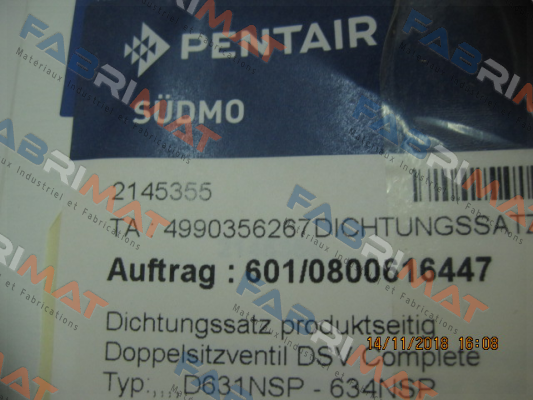 PENTAIR
SÜDMO
2145355
TA : 4990356267 DICHTUNGSSATZ
Auftrag : 601/0800616447
Dichtungssatz produktseitig
Doppelsitzventil DSV Complete
14/11/2018 16:08
Typ: D631NSP - 634NSP
FABRIMAT
Matériaux Industriel et Fabrications